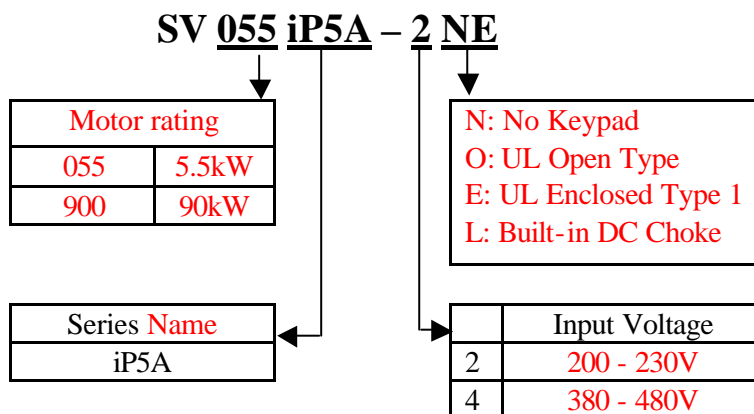 SV 055 iP5A – 2 NE
Motor rating
055 5.5kW
900 90kW
N: No Keypad
O: UL Open Type
E: UL Enclosed Type 1
L: Built-in DC Choke
Series Name
iP5A
Input Voltage
2 200 - 230V
4 380 - 480V